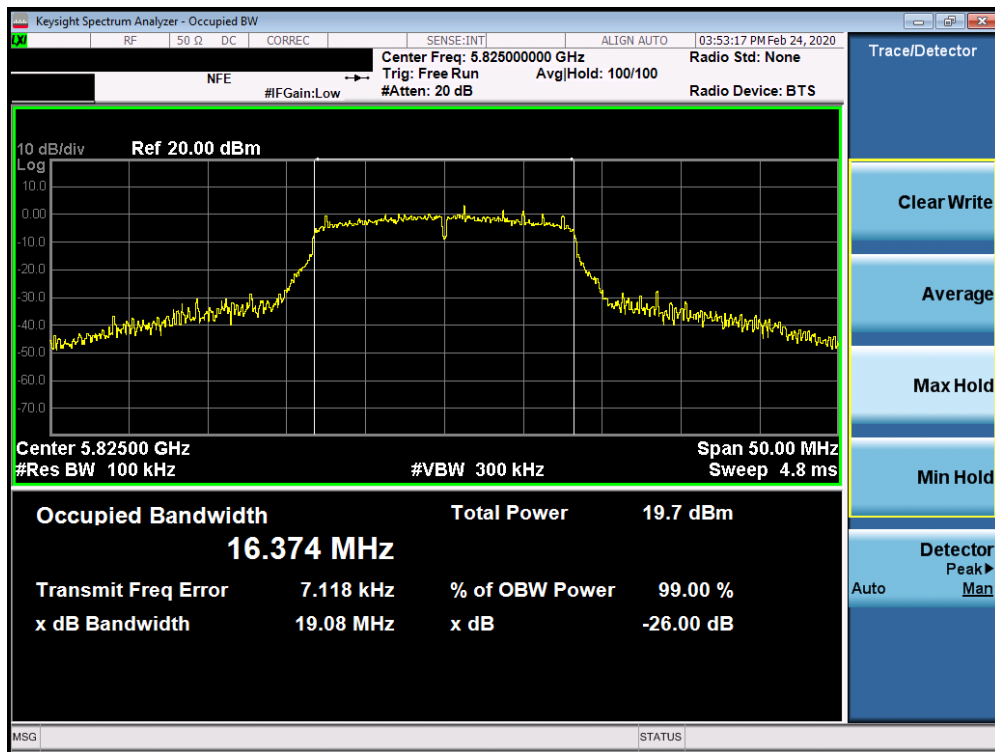 Keysight Spectrum Analyzer - Occupied BW
LXI RF 50 Ω DC CORREC SENSE:INT ALIGN AUTO 03:53:17 PM Feb 24, 2020
Center Freq: 5.825000000 GHz Radio Std: None
NFE Trig: Free Run Avg|Hold: 100/100
#IFGain:Low #Atten: 20 dB Radio Device: BTS
10 dB/div Ref 20.00 dBm
Log
10.0
0.00
-10.0
-20.0
-30.0
-40.0
-50.0
-60.0
-70.0
Center 5.82500 GHz Span 50.00 MHz
#Res BW 100 kHz #VBW 300 kHz Sweep 4.8 ms
Occupied Bandwidth Total Power 19.7 dBm
16.374 MHz
Transmit Freq Error 7.118 kHz % of OBW Power 99.00 %
x dB Bandwidth 19.08 MHz x dB -26.00 dB
Trace/Detector
Clear Write
Average
Max Hold
Min Hold
Detector
Peak▶
Auto Man
MSG STATUS